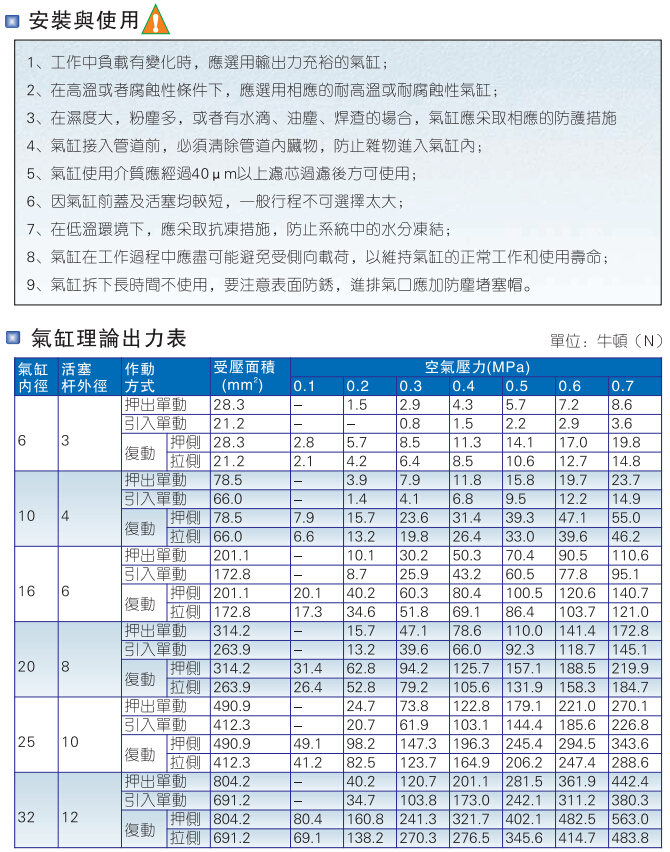 安裝與使用
1、工作中負載有變化時，應選用輸出力充裕的氣缸；
2、在高溫或者腐蝕性條件下，應選用相應的耐高溫或耐腐蝕性氣缸；
3、在濕度大，粉塵多，或者有水滴、油塵、焊渣的場合，氣缸應采取相應的防護措施
4、氣缸接入管道前，必須清除管道內臟物，防止雜物進入氣缸內；
5、氣缸使用介質應經過40μm以上濾芯過濾後方可使用；
6、因氣缸前蓋及活塞均較短，一般行程不可選擇太大；
7、在低溫環境下，應采取抗凍措施，防止系統中的水分凍結；
8、氣缸在工作過程中應盡可能避免受側向載荷，以維持氣缸的正常工作和使用壽命；
9、氣缸拆下長時間不使用，要注意表面防銹，進排氣口應加防塵堵塞帽。
氣缸理論出力表
單位：牛頓（N）
氣缸內徑 活塞杆外徑 作動方式 受壓面積(mm²) 空氣壓力(MPa)
0.1 0.2 0.3 0.4 0.5 0.6 0.7
6 3 押出單動 28.3 – 1.5 2.9 4.3 5.7 7.2 8.6
引入單動 21.2 – – 0.8 1.5 2.2 2.9 3.6
復動 押側 28.3 2.8 5.7 8.5 11.3 14.1 17.0 19.8
拉側 21.2 2.1 4.2 6.4 8.5 10.6 12.7 14.8
10 4 押出單動 78.5 – 3.9 7.9 11.8 15.8 19.7 23.7
引入單動 66.0 – 1.4 4.1 6.8 9.5 12.2 14.9
復動 押側 78.5 7.9 15.7 23.6 31.4 39.3 47.1 55.0
拉側 66.0 6.6 13.2 19.8 26.4 33.0 39.6 46.2
16 6 押出單動 201.1 – 10.1 30.2 50.3 70.4 90.5 110.6
引入單動 172.8 – 8.7 25.9 43.2 60.5 77.8 95.1
復動 押側 201.1 20.1 40.2 60.3 80.4 100.5 120.6 140.7
拉側 172.8 17.3 34.6 51.8 69.1 86.4 103.7 121.0
20 8 押出單動 314.2 – 15.7 47.1 78.6 110.0 141.4 172.8
引入單動 263.9 – 13.2 39.6 66.0 92.3 118.7 145.1
復動 押側 314.2 31.4 62.8 94.2 125.7 157.1 188.5 219.9
拉側 263.9 26.4 52.8 79.2 105.6 131.9 158.3 184.7
25 10 押出單動 490.9 – 24.7 73.8 122.8 179.1 221.0 270.1
引入單動 412.3 – 20.7 61.9 103.1 144.4 185.6 226.8
復動 押側 490.9 49.1 98.2 147.3 196.3 245.4 294.5 343.6
拉側 412.3 41.2 82.5 123.7 164.9 206.2 247.4 288.6
32 12 押出單動 804.2 – 40.2 120.7 201.1 281.5 361.9 442.4
引入單動 691.2 – 34.7 103.8 173.0 242.1 311.2 380.3
復動 押側 804.2 80.4 160.8 241.3 321.7 402.1 482.5 563.0
拉側 691.2 69.1 138.2 270.3 276.5 345.6 414.7 483.8